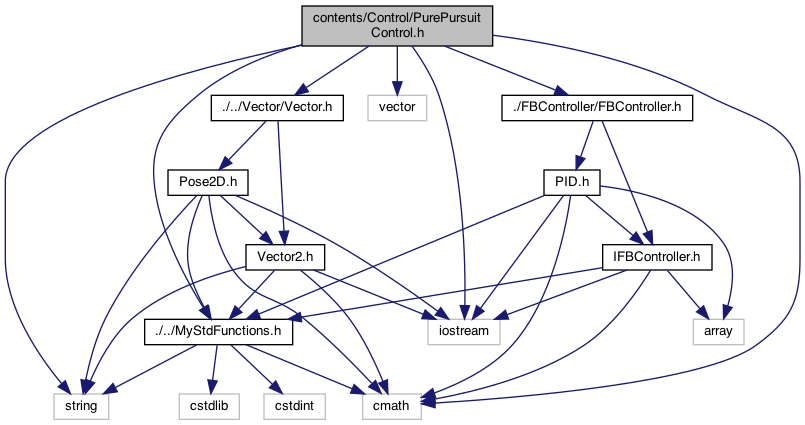 contents/Control/PurePursuit
Control.h
./../Vector/Vector.h
vector
./FBController/FBController.h
Pose2D.h
PID.h
Vector2.h
IFBController.h
./../MyStdFunctions.h
iostream
array
string
cstdlib
cstdint
cmath